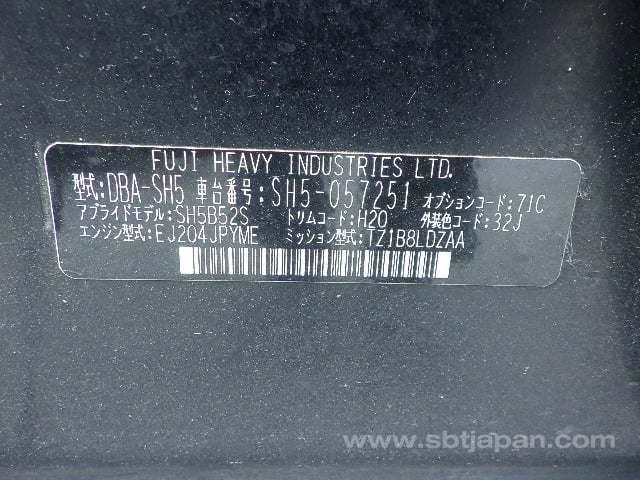 FUJI HEAVY INDUSTRIES LTD.
型式:DBA-SH5 車台番号:SH5-057251 オプションコード:71C
アプライドモデル:SH5B52S トリムコード:H20 外装色コード:32J
エンジン型式:EJ204JPYME ミッション型式:TZ1B8LDZAA
www.sbtjapan.com